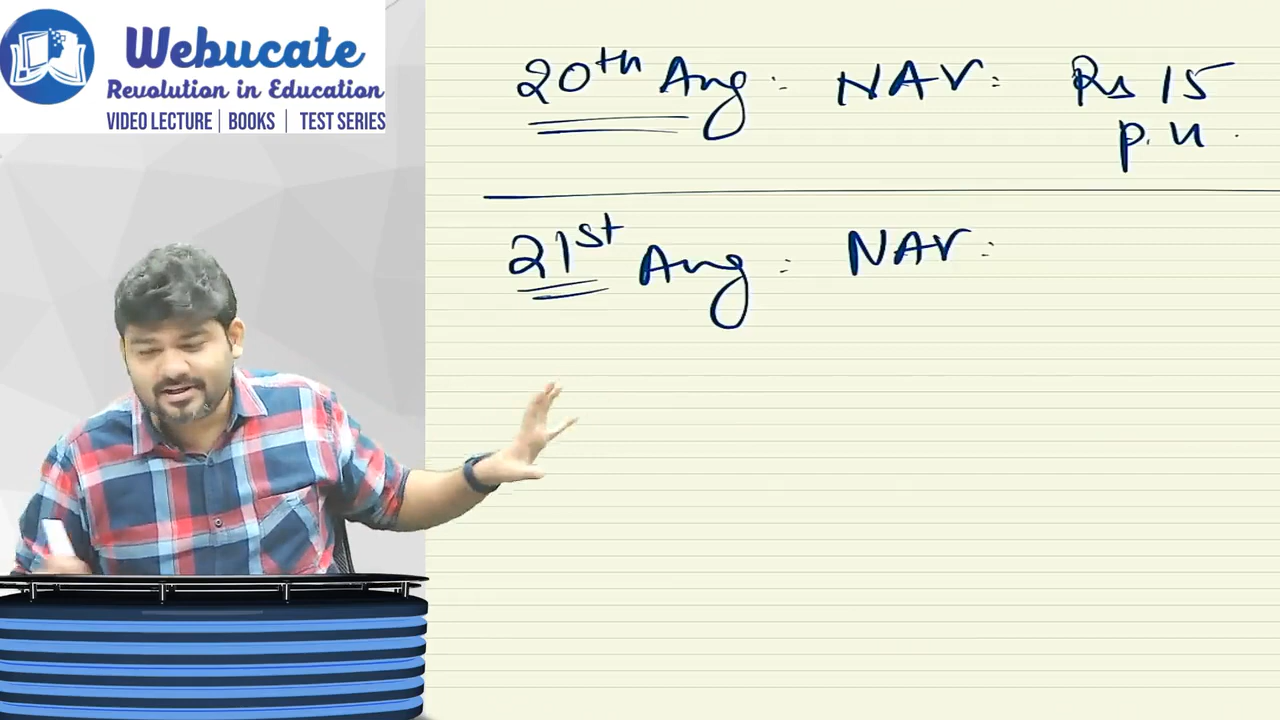 Webucate
Revolution in Education
VIDEO LECTURE | BOOKS | TEST SERIES
20th Aug: NAV: Rs 15
p.u.
21st Aug: NAV: